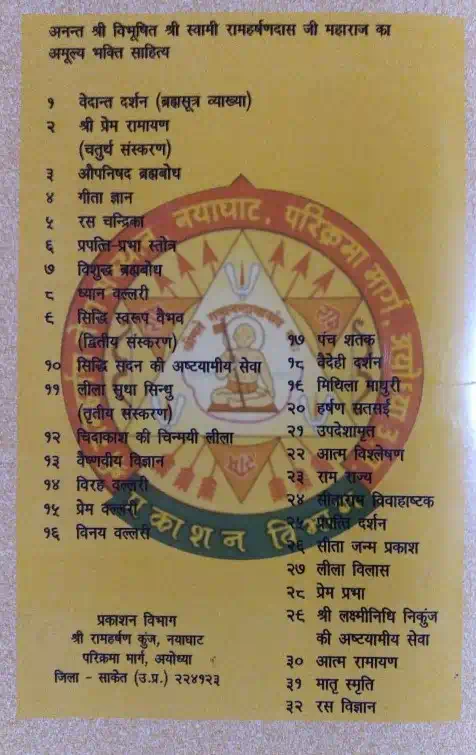 अनन्त श्री विभूषित श्री स्वामी रामहर्षणदास जी महाराज का
अमूल्य भक्ति साहित्य
१ वेदान्त दर्शन (ब्रह्मसूत्र व्याख्या)
२ श्री प्रेम रामायण
(चतुर्थ संस्करण)
३ औपनिषद ब्रह्मबोध
४ गीता ज्ञान
५ रस चन्द्रिका
६ प्रपत्ति-प्रभा स्तोत्र
७ विशुद्ध ब्रह्मबोध
८ ध्यान वल्लरी
९ सिद्धि स्वरूप वैभव
(द्वितीय संस्करण)
१० सिद्धि सदन की अष्टयामीय सेवा
११ लीला सुधा सिन्धु
(तृतीय संस्करण)
१२ चिदाकाश की चिन्मयी लीला
१३ वैष्णवीय विज्ञान
१४ विरह वल्लरी
१५ प्रेम वल्लरी
१६ विनय वल्लरी
१७ पंच शतक
१८ वैदेही दर्शन
१९ मिथिला माधुरी
२० हर्षण सतसई
२१ उपदेशामृत
२२ आत्म विश्लेषण
२३ राम राज्य
२४ सीताराम विवाहाष्टक
२५ प्रपत्ति दर्शन
२६ सीता जन्म प्रकाश
२७ लीला विलास
२८ प्रेम प्रभा
२९ श्री लक्ष्मीनिधि निकुंज
की अष्टयामीय सेवा
३० आत्म रामायण
३१ मातृ स्मृति
३२ रस विज्ञान
नयाघाट, परिक्रमा मार्ग,
प्रकाशन विभाग
प्रकाशन विभाग
श्री रामहर्षण कुंज, नयाघाट
परिक्रमा मार्ग, अयोध्या
जिला - साकेत (उ.प्र.) २२४१२३